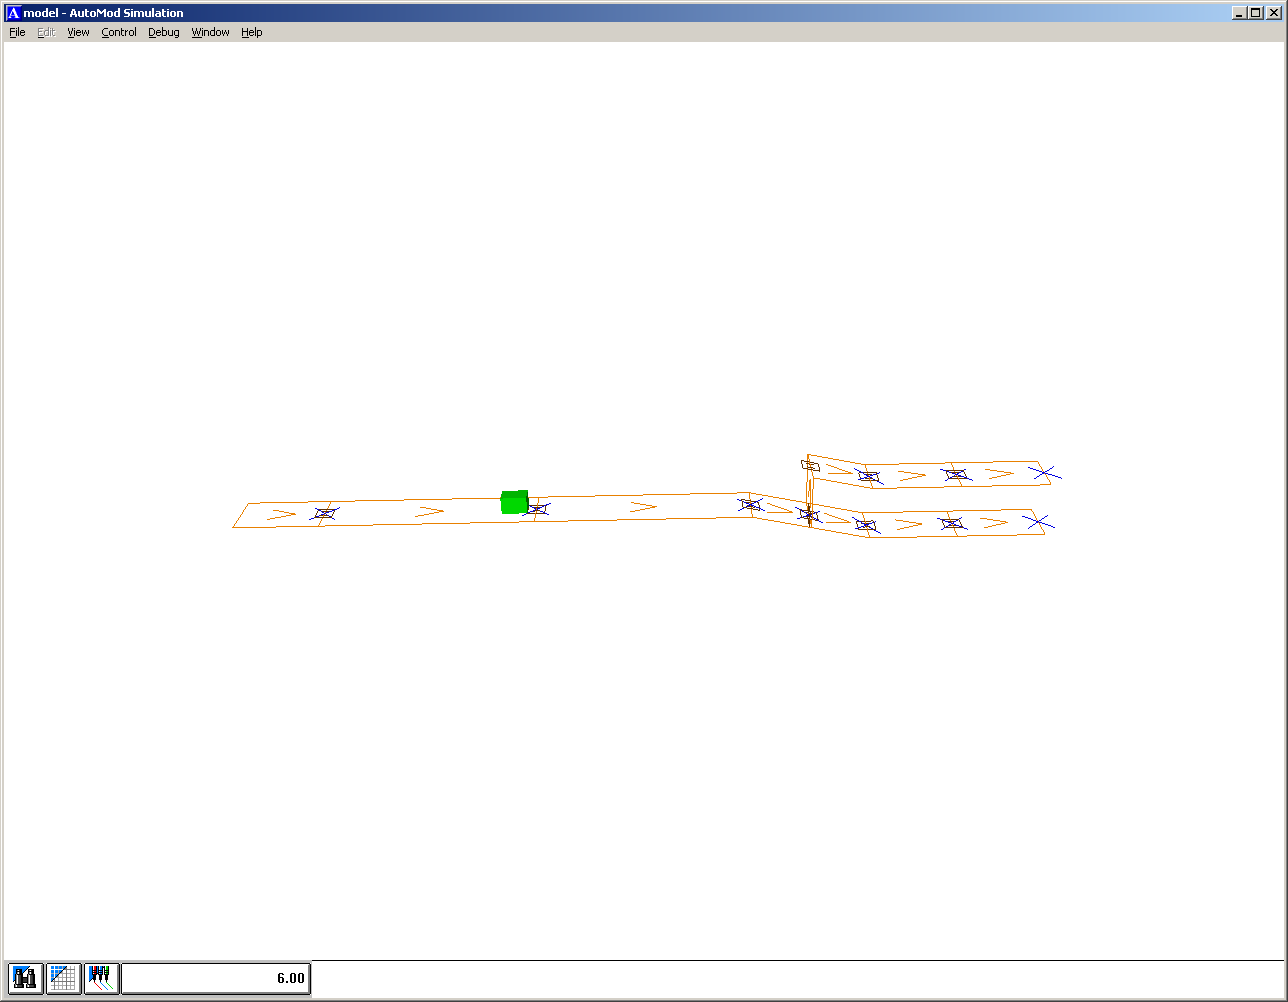 A model - AutoMod Simulation
File Edit View Control Debug Window Help
6.00